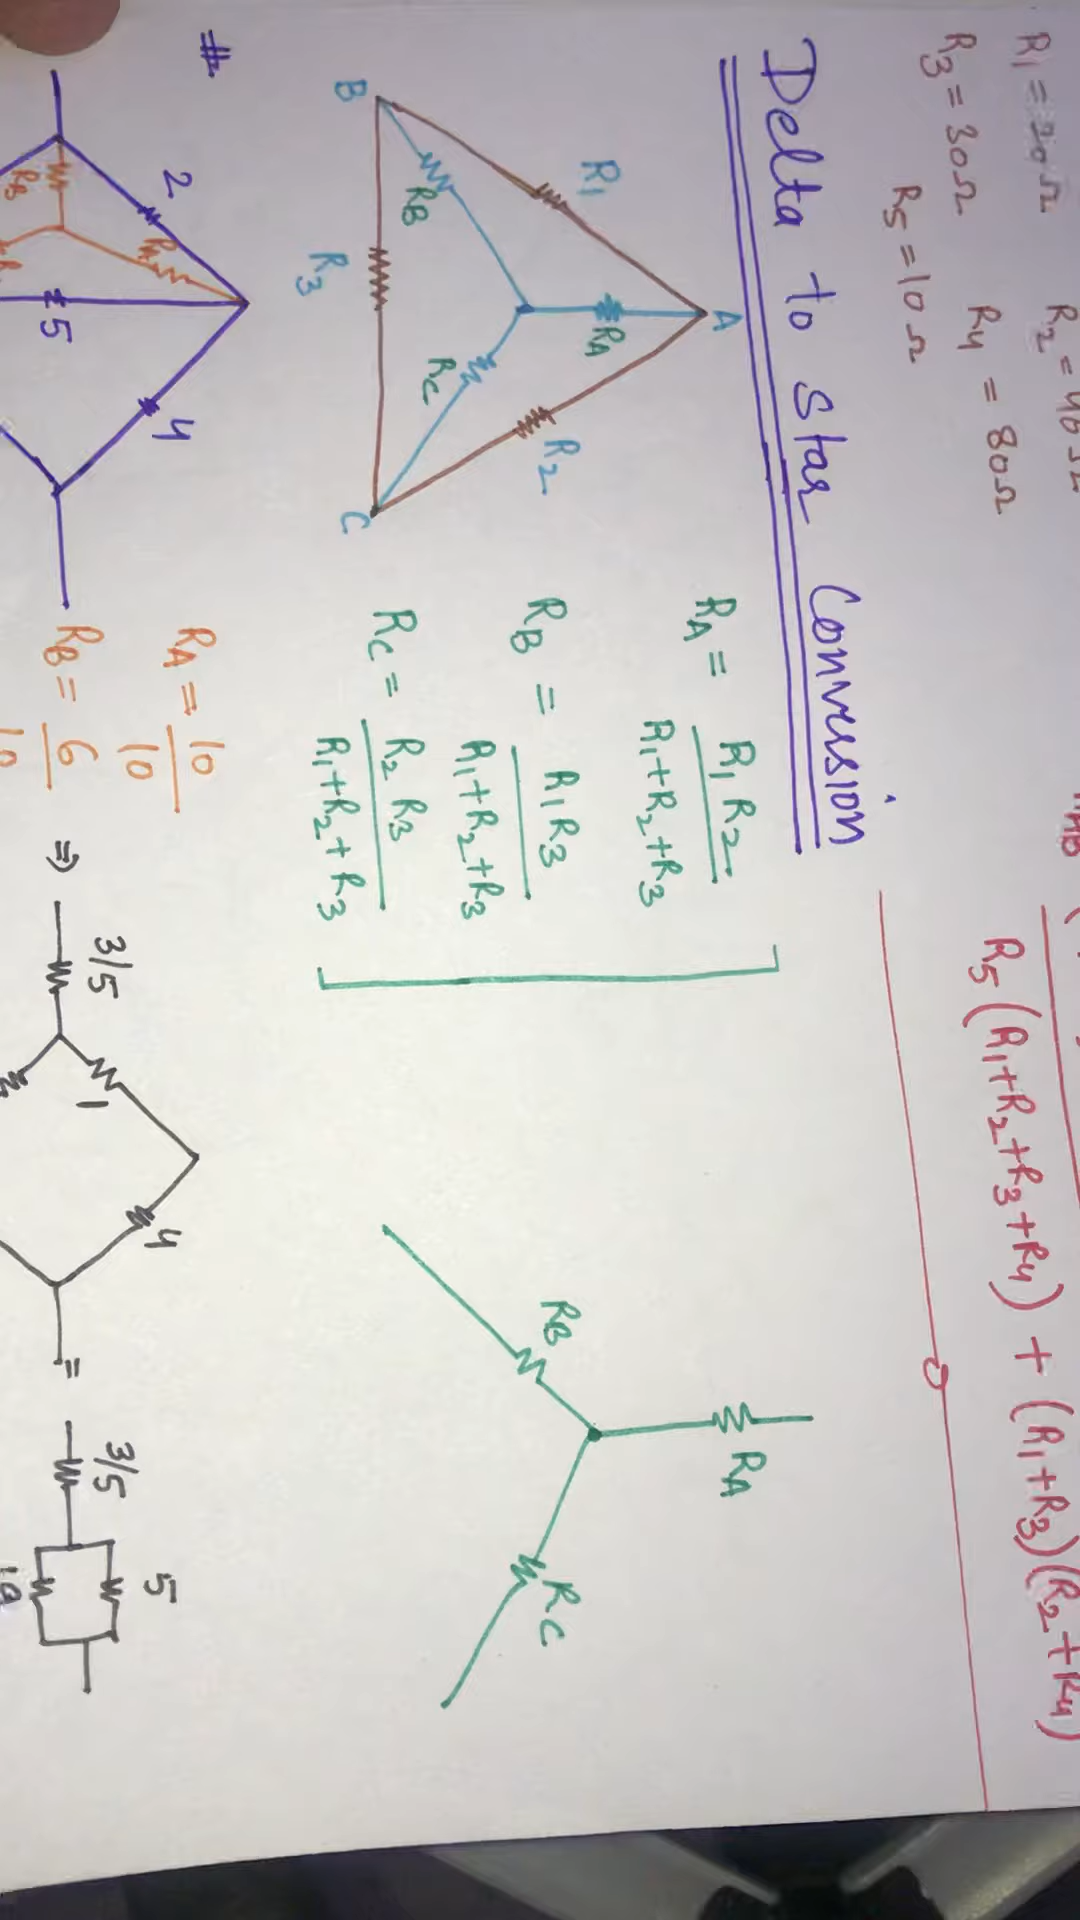 R1 = 20Ω
R3 = 30Ω R4 = 80Ω
R5 = 10Ω
R5(R1+R2+R3+R4) + (R1+R3)(R2+R4)
Delta to Star Conversion
A
R1
R2
RA
RB
RC
B
R3
C
RA = R1 R2
R1+R2+R3
RB = R1R3
R1+R2+R3
RC = R2 R3
R1+R2+R3
RA
RB
RC
#
2
4
5
RB
RA = 10
10
RB = 6
10
⇒
3/5
1
4
=
3/5
5